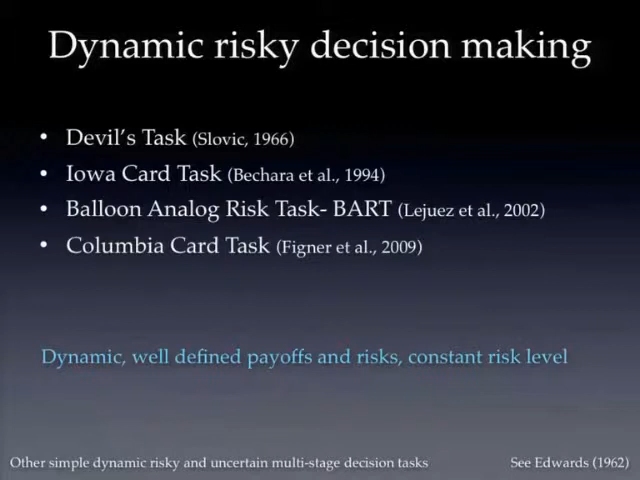 Dynamic risky decision making
• Devil's Task (Slovic, 1966)
• Iowa Card Task (Bechara et al., 1994)
• Balloon Analog Risk Task- BART (Lejuez et al., 2002)
• Columbia Card Task (Figner et al., 2009)
Dynamic, well defined payoffs and risks, constant risk level
Other simple dynamic risky and uncertain multi-stage decision tasks See Edwards (1962)